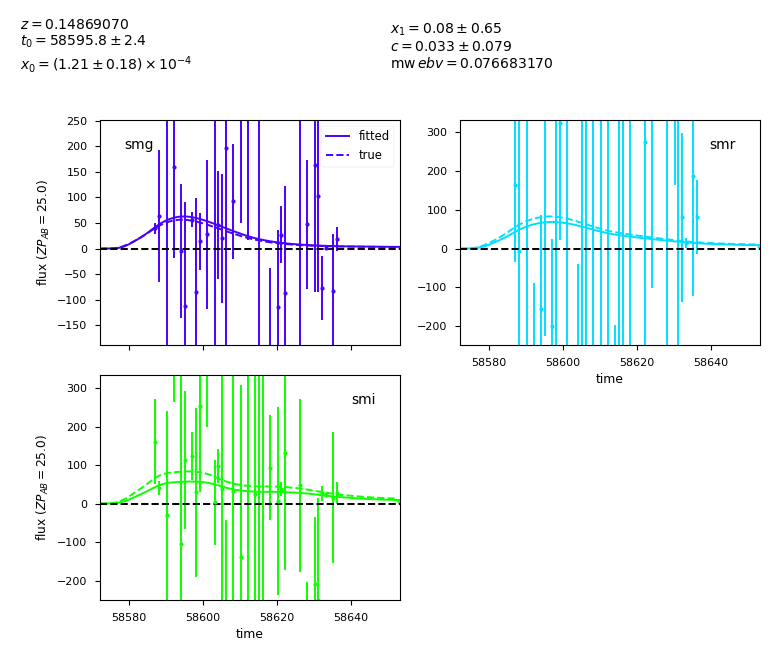 z = 0.14869070
t₀ = 58595.8 ± 2.4
x₀ = (1.21 ± 0.18) × 10⁻⁴
x₁ = 0.08 ± 0.65
c = 0.033 ± 0.079
mw ebv = 0.076683170
250
200
150
100
50
0
−50
−100
−150
flux (ZP_AB = 25.0)
smg
fitted
true
300
200
100
0
−100
−200
smr
58580
58600
58620
58640
time
300
200
100
0
−100
−200
flux (ZP_AB = 25.0)
smi
58580
58600
58620
58640
time